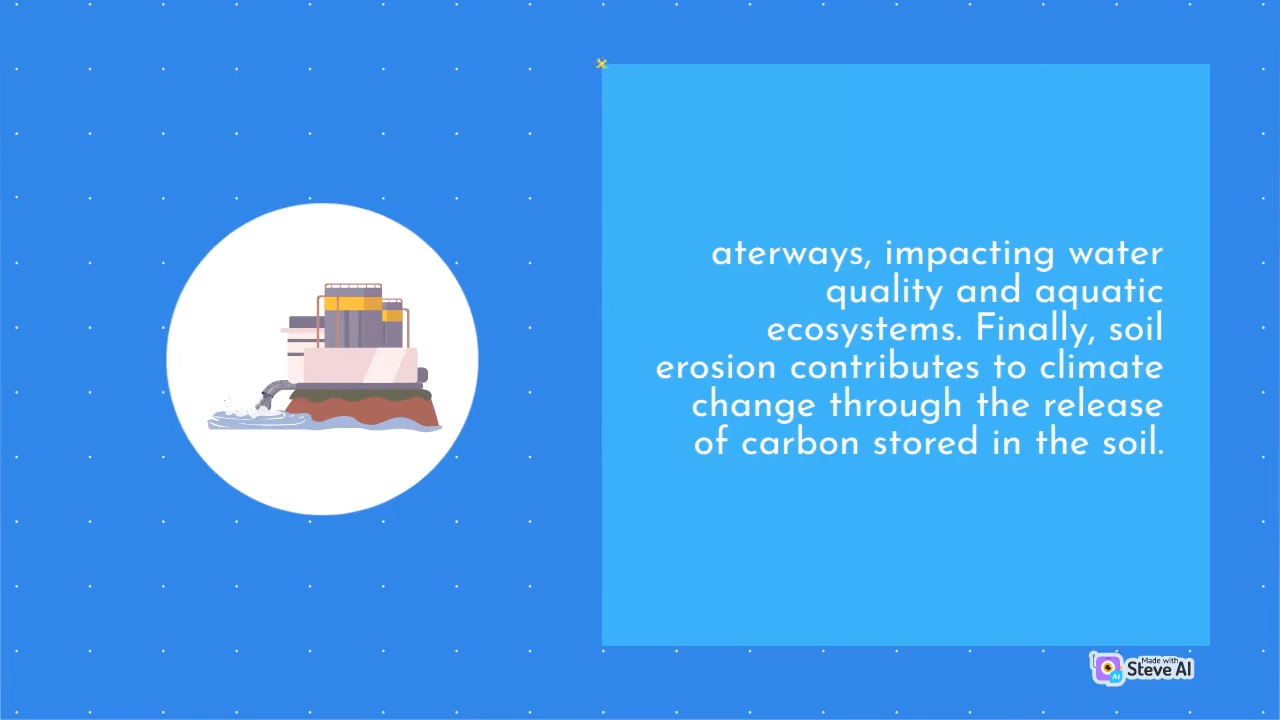 aterways, impacting water
quality and aquatic
ecosystems. Finally, soil
erosion contributes to climate
change through the release
of carbon stored in the soil.
Made with
Steve AI
AI